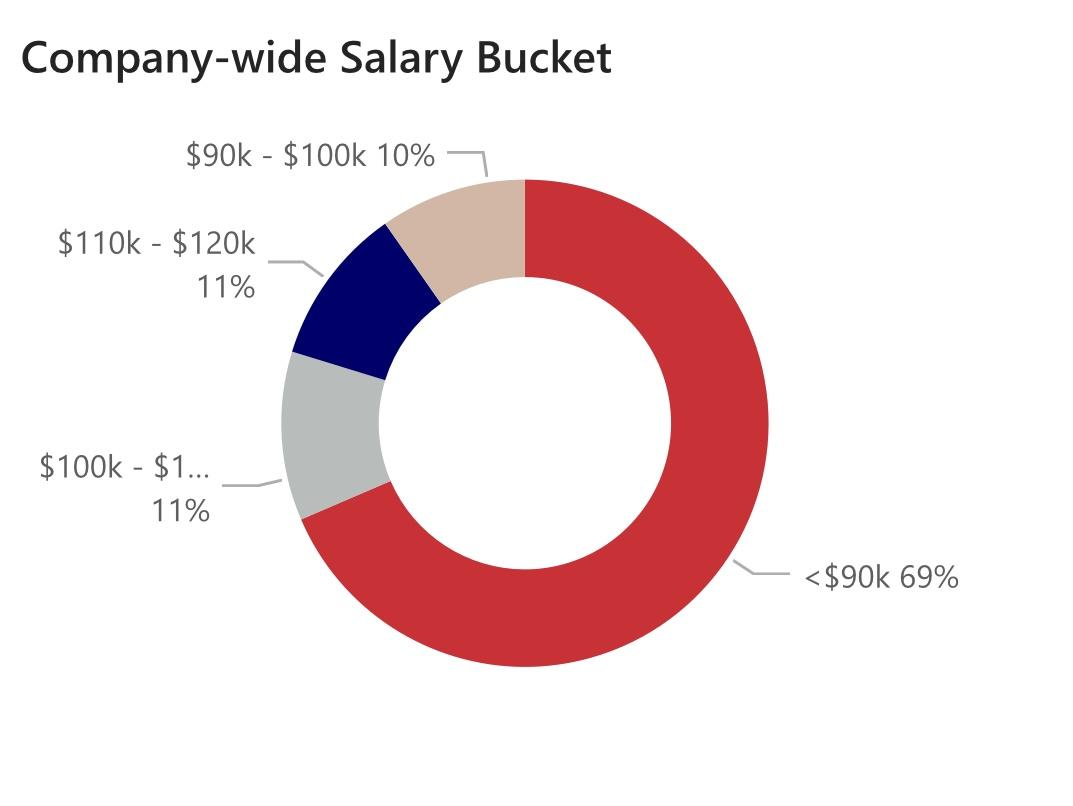 Company-wide Salary Bucket
$90k - $100k 10%
$110k - $120k
11%
$100k - $1...
11%
<$90k 69%